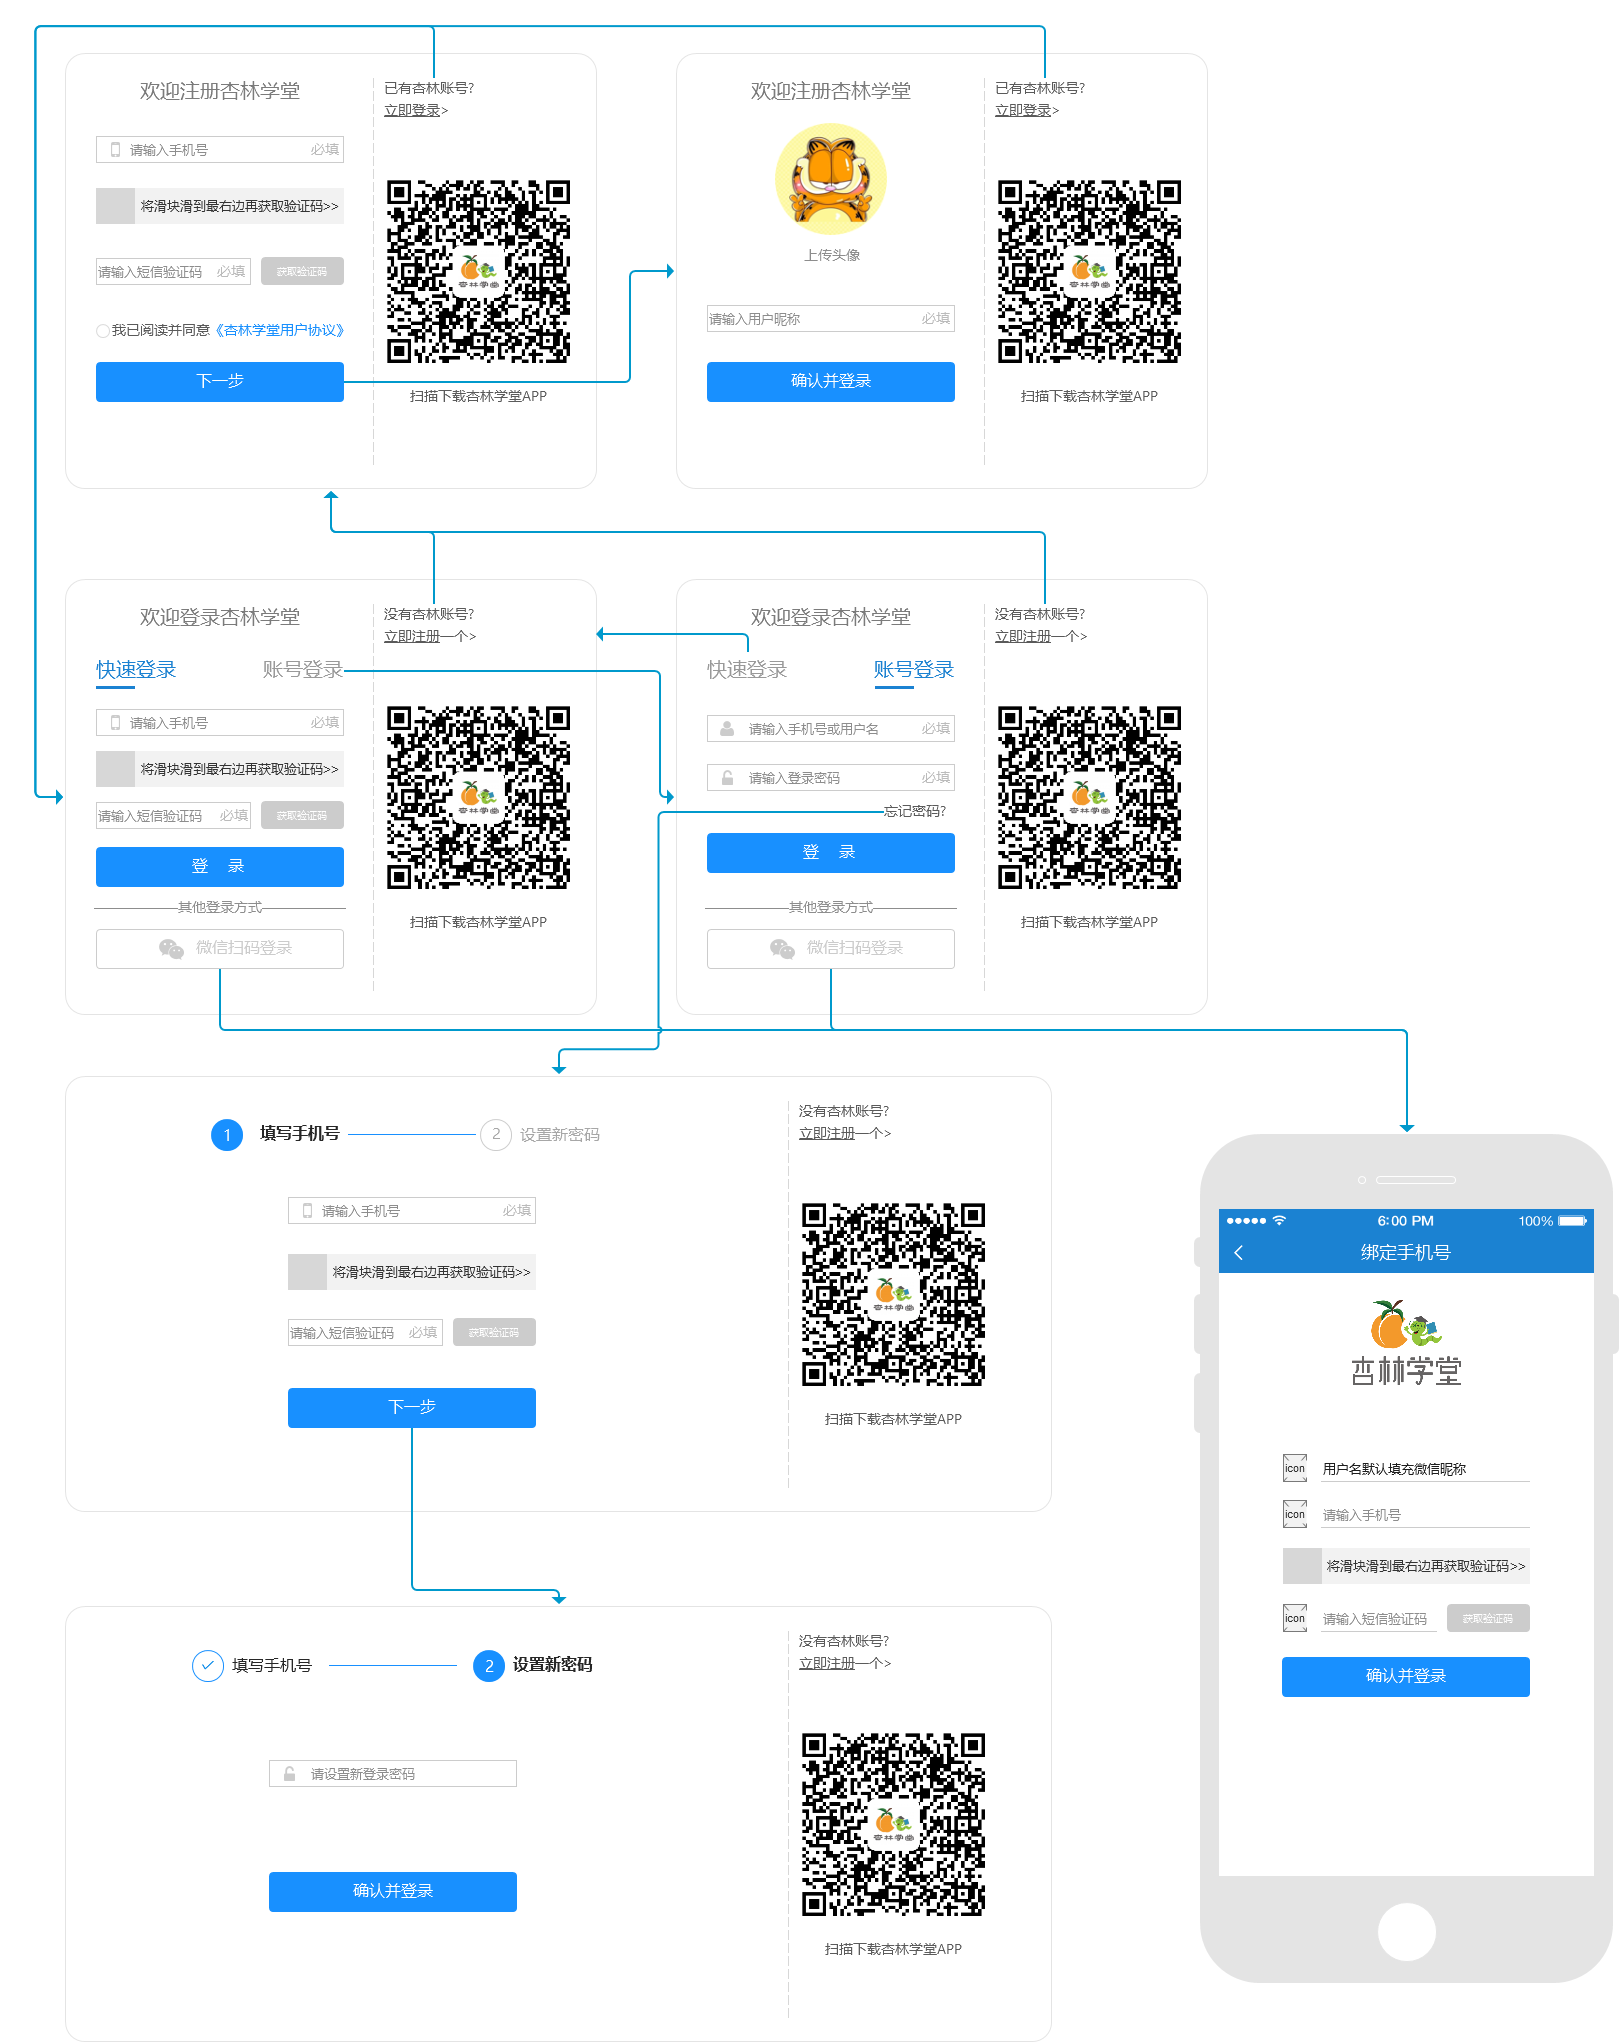 欢迎注册杏林学堂
请输入手机号 必填
将滑块滑到最右边再获取验证码>>
请输入短信验证码 必填 获取验证码
我已阅读并同意《杏林学堂用户协议》
下一步
已有杏林账号?
立即登录>
杏林学堂
扫描下载杏林学堂APP
欢迎注册杏林学堂
上传头像
请输入用户昵称 必填
确认并登录
已有杏林账号?
立即登录>
杏林学堂
扫描下载杏林学堂APP
欢迎登录杏林学堂
快速登录 账号登录
请输入手机号 必填
将滑块滑到最右边再获取验证码>>
请输入短信验证码 必填 获取验证码
登 录
其他登录方式
微信扫码登录
没有杏林账号?
立即注册一个>
杏林学堂
扫描下载杏林学堂APP
欢迎登录杏林学堂
快速登录 账号登录
请输入手机号或用户名 必填
请输入登录密码 必填
忘记密码?
登 录
其他登录方式
微信扫码登录
没有杏林账号?
立即注册一个>
杏林学堂
扫描下载杏林学堂APP
1 填写手机号 2 设置新密码
请输入手机号 必填
将滑块滑到最右边再获取验证码>>
请输入短信验证码 必填 获取验证码
下一步
没有杏林账号?
立即注册一个>
杏林学堂
扫描下载杏林学堂APP
填写手机号 2 设置新密码
请设置新登录密码
确认并登录
没有杏林账号?
立即注册一个>
杏林学堂
扫描下载杏林学堂APP
6:00 PM 100%
绑定手机号
杏林学堂
icon 用户名默认填充微信昵称
icon 请输入手机号
将滑块滑到最右边再获取验证码>>
icon 请输入短信验证码 获取验证码
确认并登录